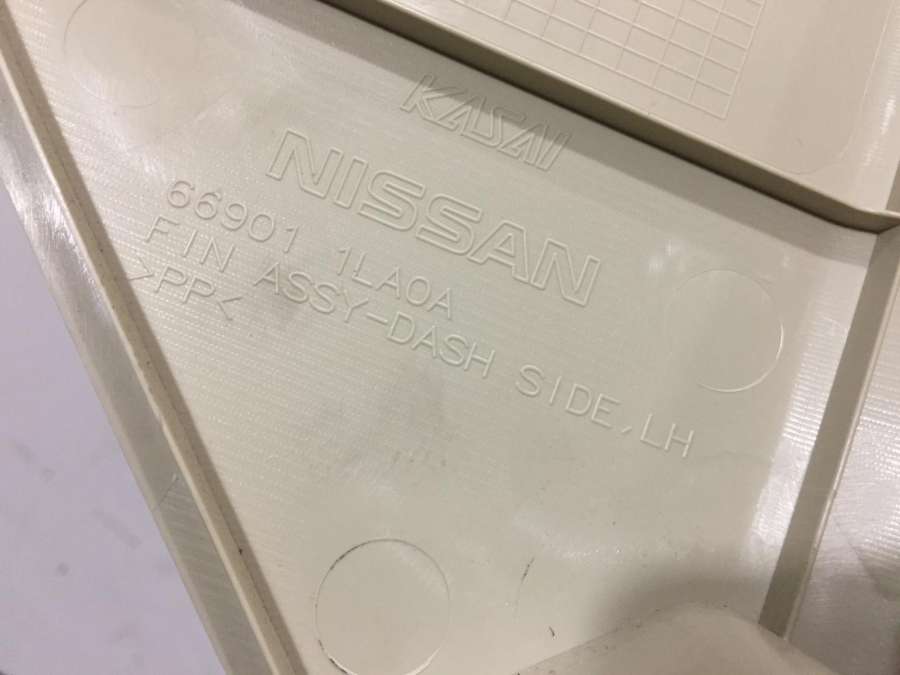 KASAI
NISSAN
66901 1LA0A
FIN ASSY-DASH SIDE,LH
>PP<